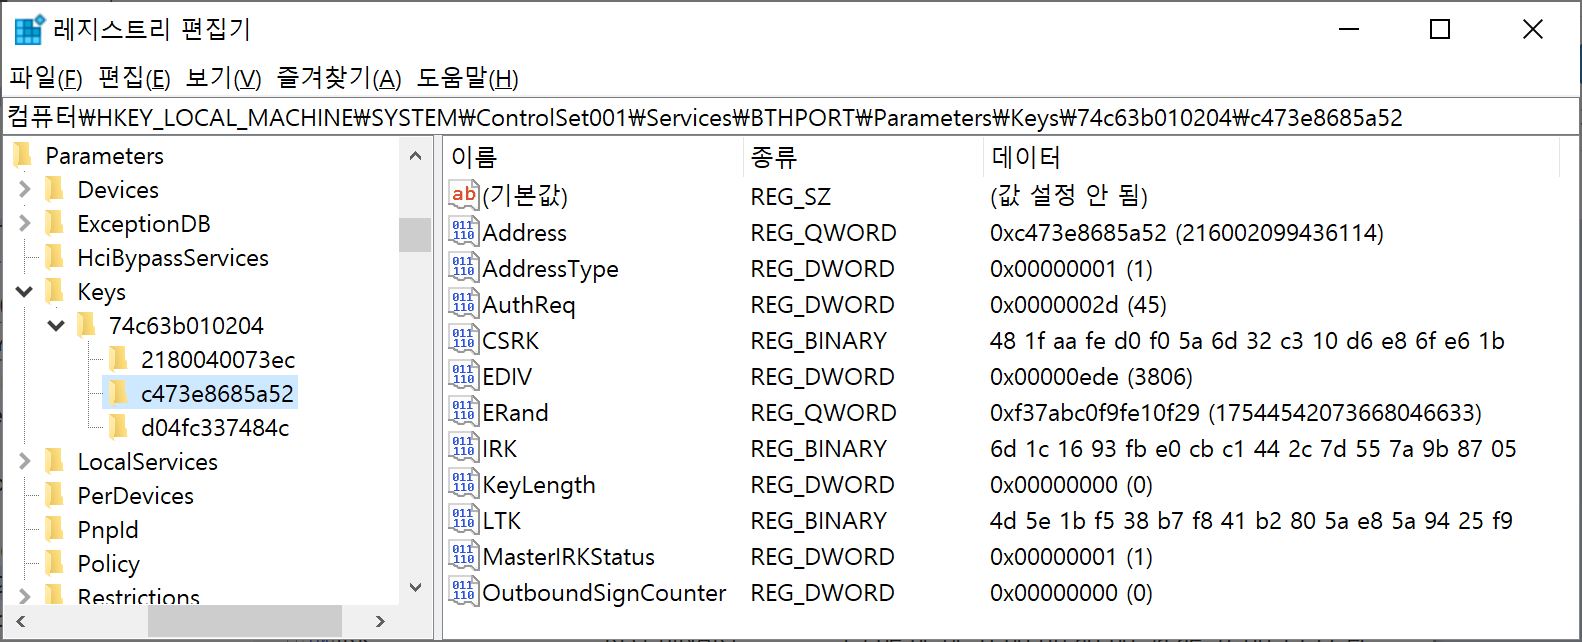 레지스트리 편집기
파일(F) 편집(E) 보기(V) 즐겨찾기(A) 도움말(H)
컴퓨터₩HKEY_LOCAL_MACHINE₩SYSTEM₩ControlSet001₩Services₩BTHPORT₩Parameters₩Keys₩74c63b010204₩c473e8685a52
Parameters
Devices
ExceptionDB
HciBypassServices
Keys
74c63b010204
2180040073ec
c473e8685a52
d04fc337484c
LocalServices
PerDevices
PnpId
Policy
Restrictions
이름 종류 데이터
(기본값) REG_SZ (값 설정 안 됨)
Address REG_QWORD 0xc473e8685a52 (216002099436114)
AddressType REG_DWORD 0x00000001 (1)
AuthReq REG_DWORD 0x0000002d (45)
CSRK REG_BINARY 48 1f aa fe d0 f0 5a 6d 32 c3 10 d6 e8 6f e6 1b
EDIV REG_DWORD 0x00000ede (3806)
ERand REG_QWORD 0xf37abc0f9fe10f29 (17544542073668046633)
IRK REG_BINARY 6d 1c 16 93 fb e0 cb c1 44 2c 7d 55 7a 9b 87 05
KeyLength REG_DWORD 0x00000000 (0)
LTK REG_BINARY 4d 5e 1b f5 38 b7 f8 41 b2 80 5a e8 5a 94 25 f9
MasterIRKStatus REG_DWORD 0x00000001 (1)
OutboundSignCounter REG_DWORD 0x00000000 (0)